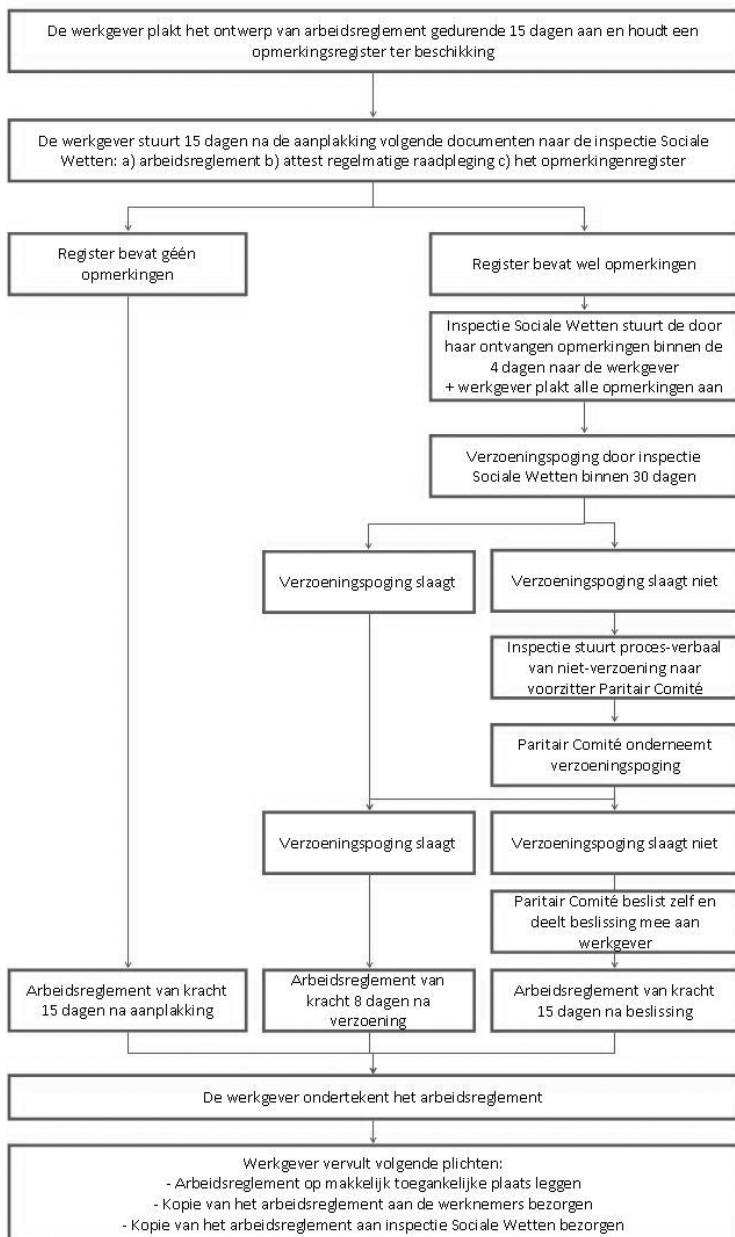 De werkgever plakt het ontwerp van arbeidsreglement gedurende 15 dagen aan en houdt een
opmerkingsregister ter beschikking
De werkgever stuurt 15 dagen na de aanplakking volgende documenten naar de inspectie Sociale
Wetten: a) arbeidsreglement b) attest regelmatige raadpleging c) het opmerkingenregister
Register bevat géén
opmerkingen
Register bevat wel opmerkingen
Inspectie Sociale Wetten stuurt de door
haar ontvangen opmerkingen binnen de
4 dagen naar de werkgever
+ werkgever plakt alle opmerkingen aan
Verzoeningspoging door inspectie
Sociale Wetten binnen 30 dagen
Verzoeningspoging slaagt
Verzoeningspoging slaagt niet
Inspectie stuurt proces-verbaal
van niet-verzoening naar
voorzitter Paritair Comité
Paritair Comité onderneemt
verzoeningspoging
Verzoeningspoging slaagt
Verzoeningspoging slaagt niet
Paritair Comité beslist zelf en
deelt beslissing mee aan
werkgever
Arbeidsreglement van kracht
15 dagen na aanplakking
Arbeidsreglement van
kracht 8 dagen na
verzoening
Arbeidsreglement van kracht
15 dagen na beslissing
De werkgever ondertekent het arbeidsreglement
Werkgever vervult volgende plichten:
- Arbeidsreglement op makkelijk toegankelijke plaats leggen
- Kopie van het arbeidsreglement aan de werknemers bezorgen
- Kopie van het arbeidsreglement aan inspectie Sociale Wetten bezorgen